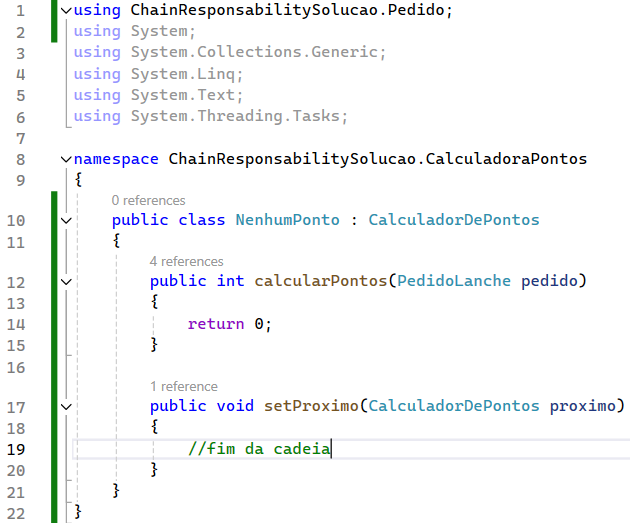 1 using ChainResponsabilitySolucao.Pedido;
2 using System;
3 using System.Collections.Generic;
4 using System.Linq;
5 using System.Text;
6 using System.Threading.Tasks;
7
8 namespace ChainResponsabilitySolucao.CalculadoraPontos
9 {
0 references
10 public class NenhumPonto : CalculadorDePontos
11 {
4 references
12 public int calcularPontos(PedidoLanche pedido)
13 {
14 return 0;
15 }
16
1 reference
17 public void setProximo(CalculadorDePontos proximo)
18 {
19 //fim da cadeia
20 }
21 }
22 }